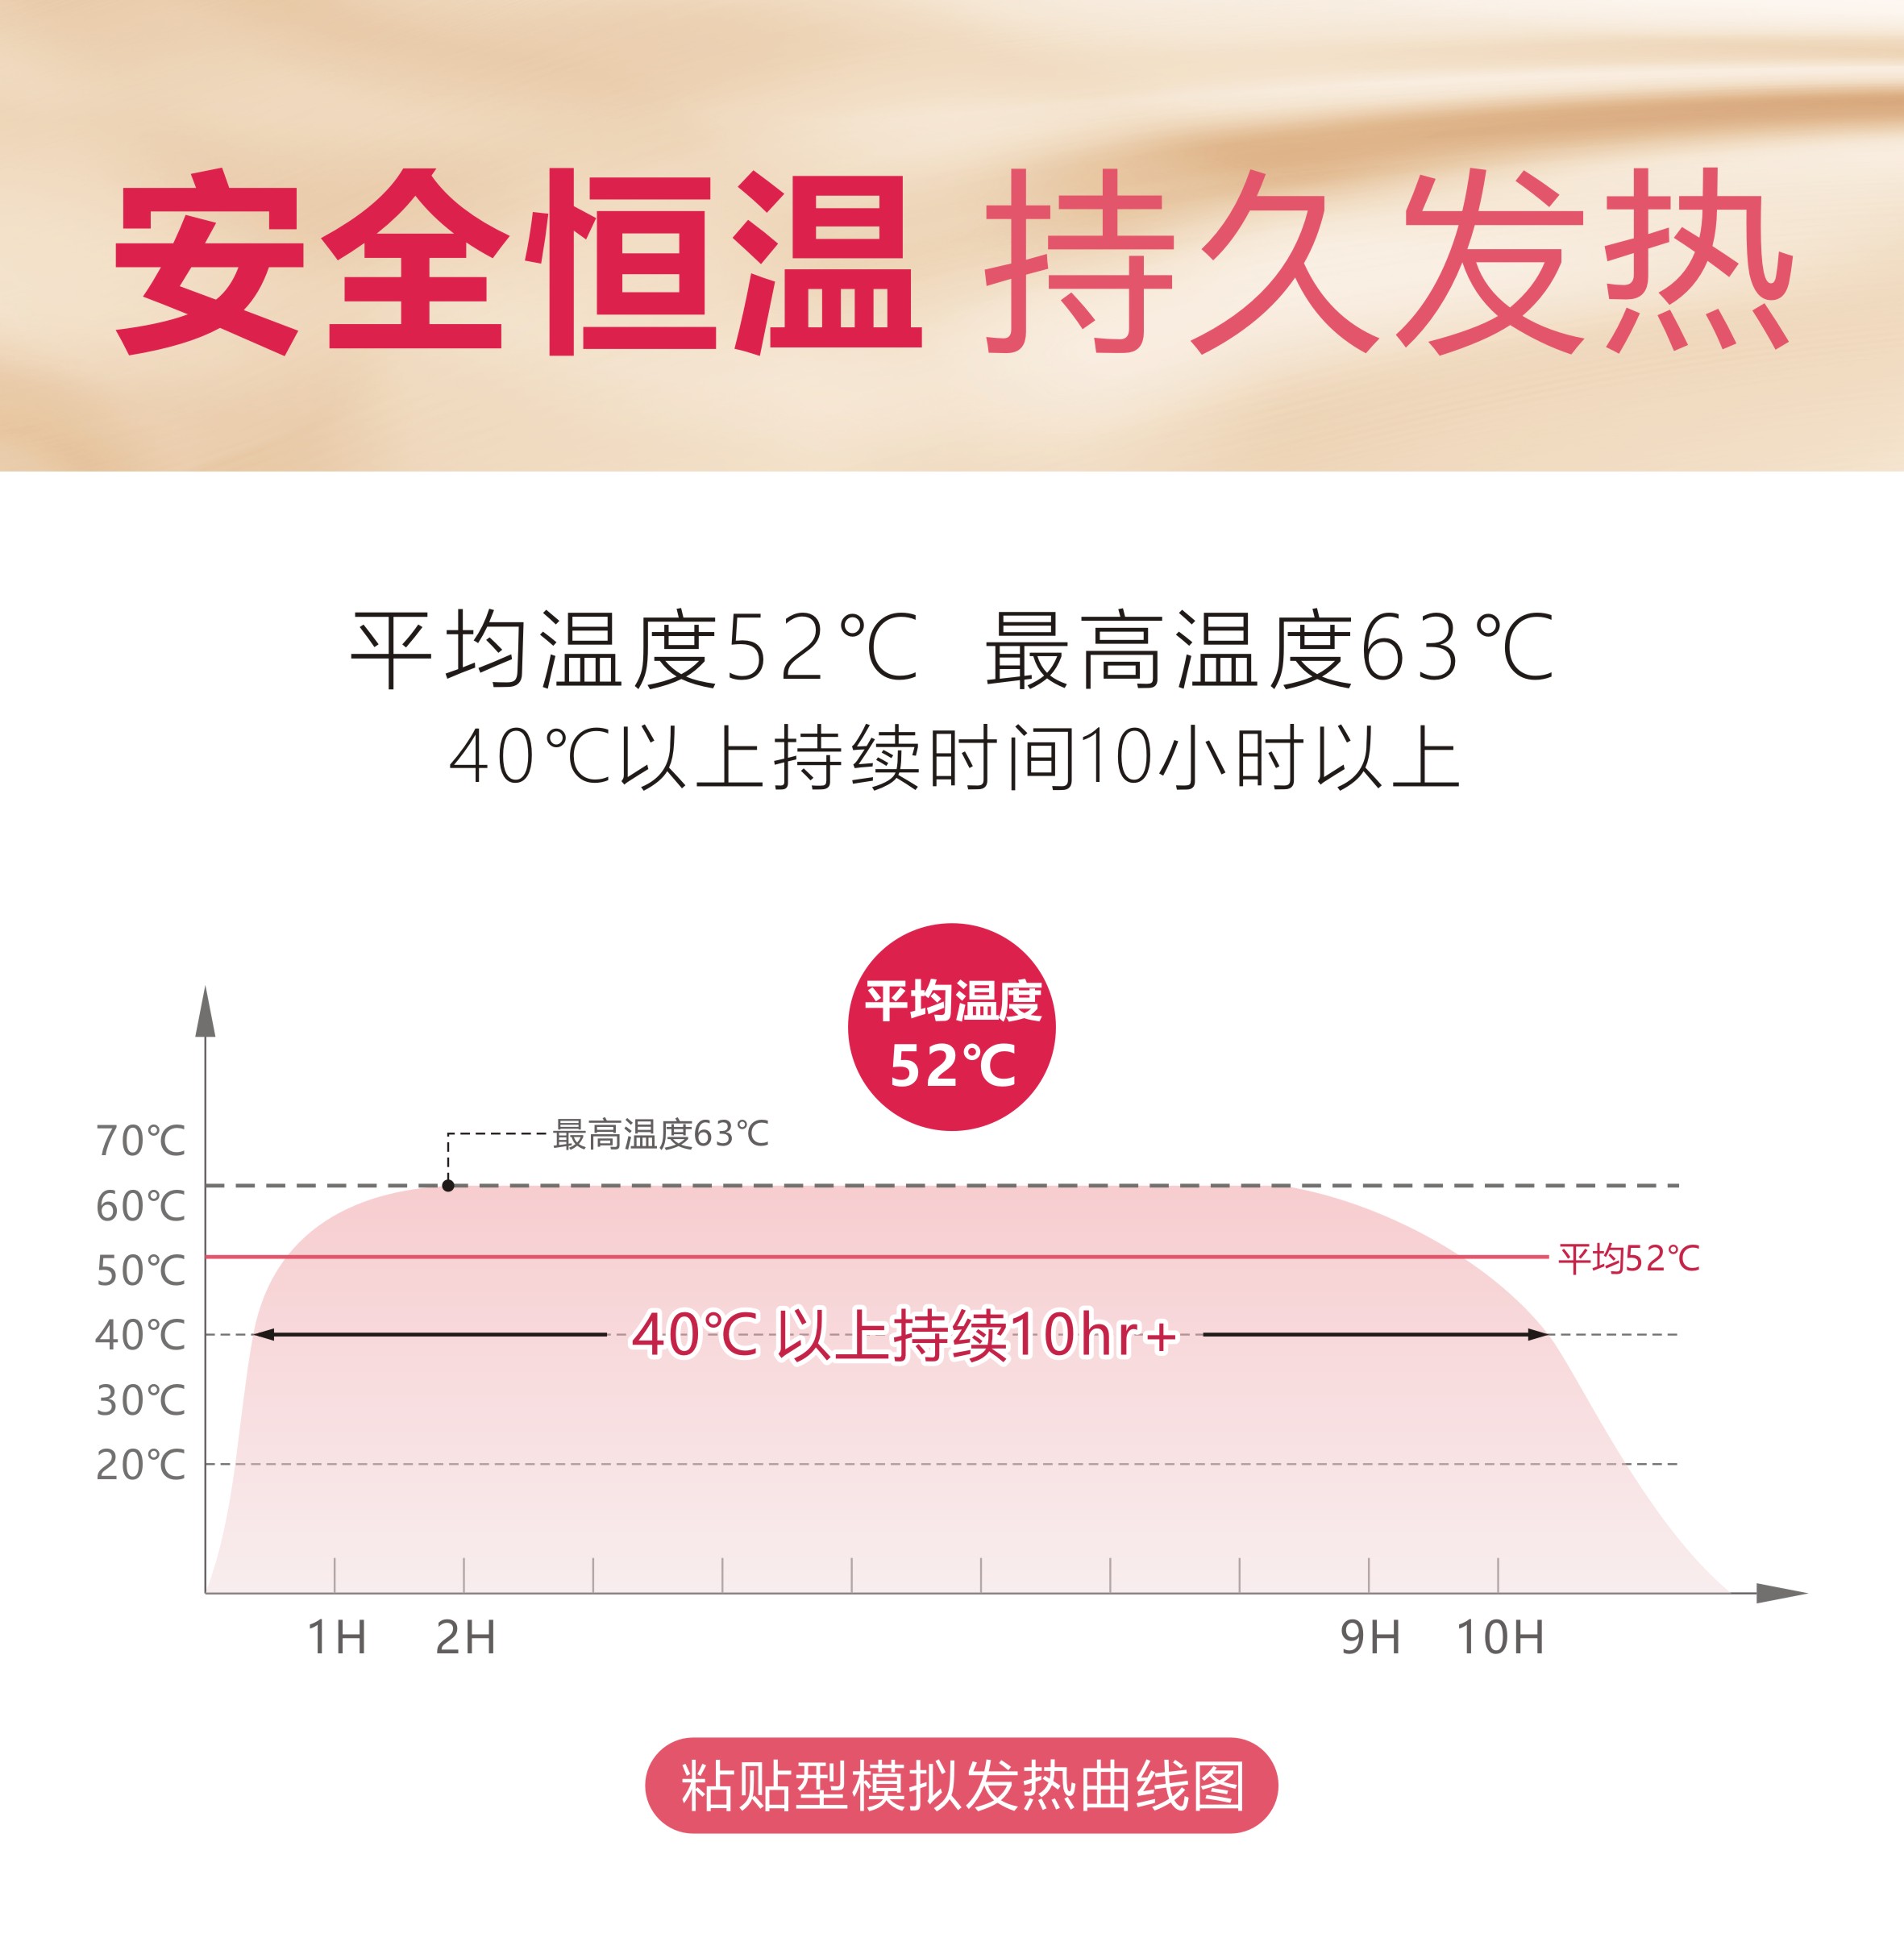 安全恒温 持久发热
平均温度52℃ 最高温度63℃
40℃以上持续时间10小时以上
平均温度
52℃
70℃
最高温度63℃
60℃
50℃
平均52℃
40℃
40℃ 以上持续10hr+
30℃
20℃
1H 2H 9H 10H
粘贴型模拟发热曲线图